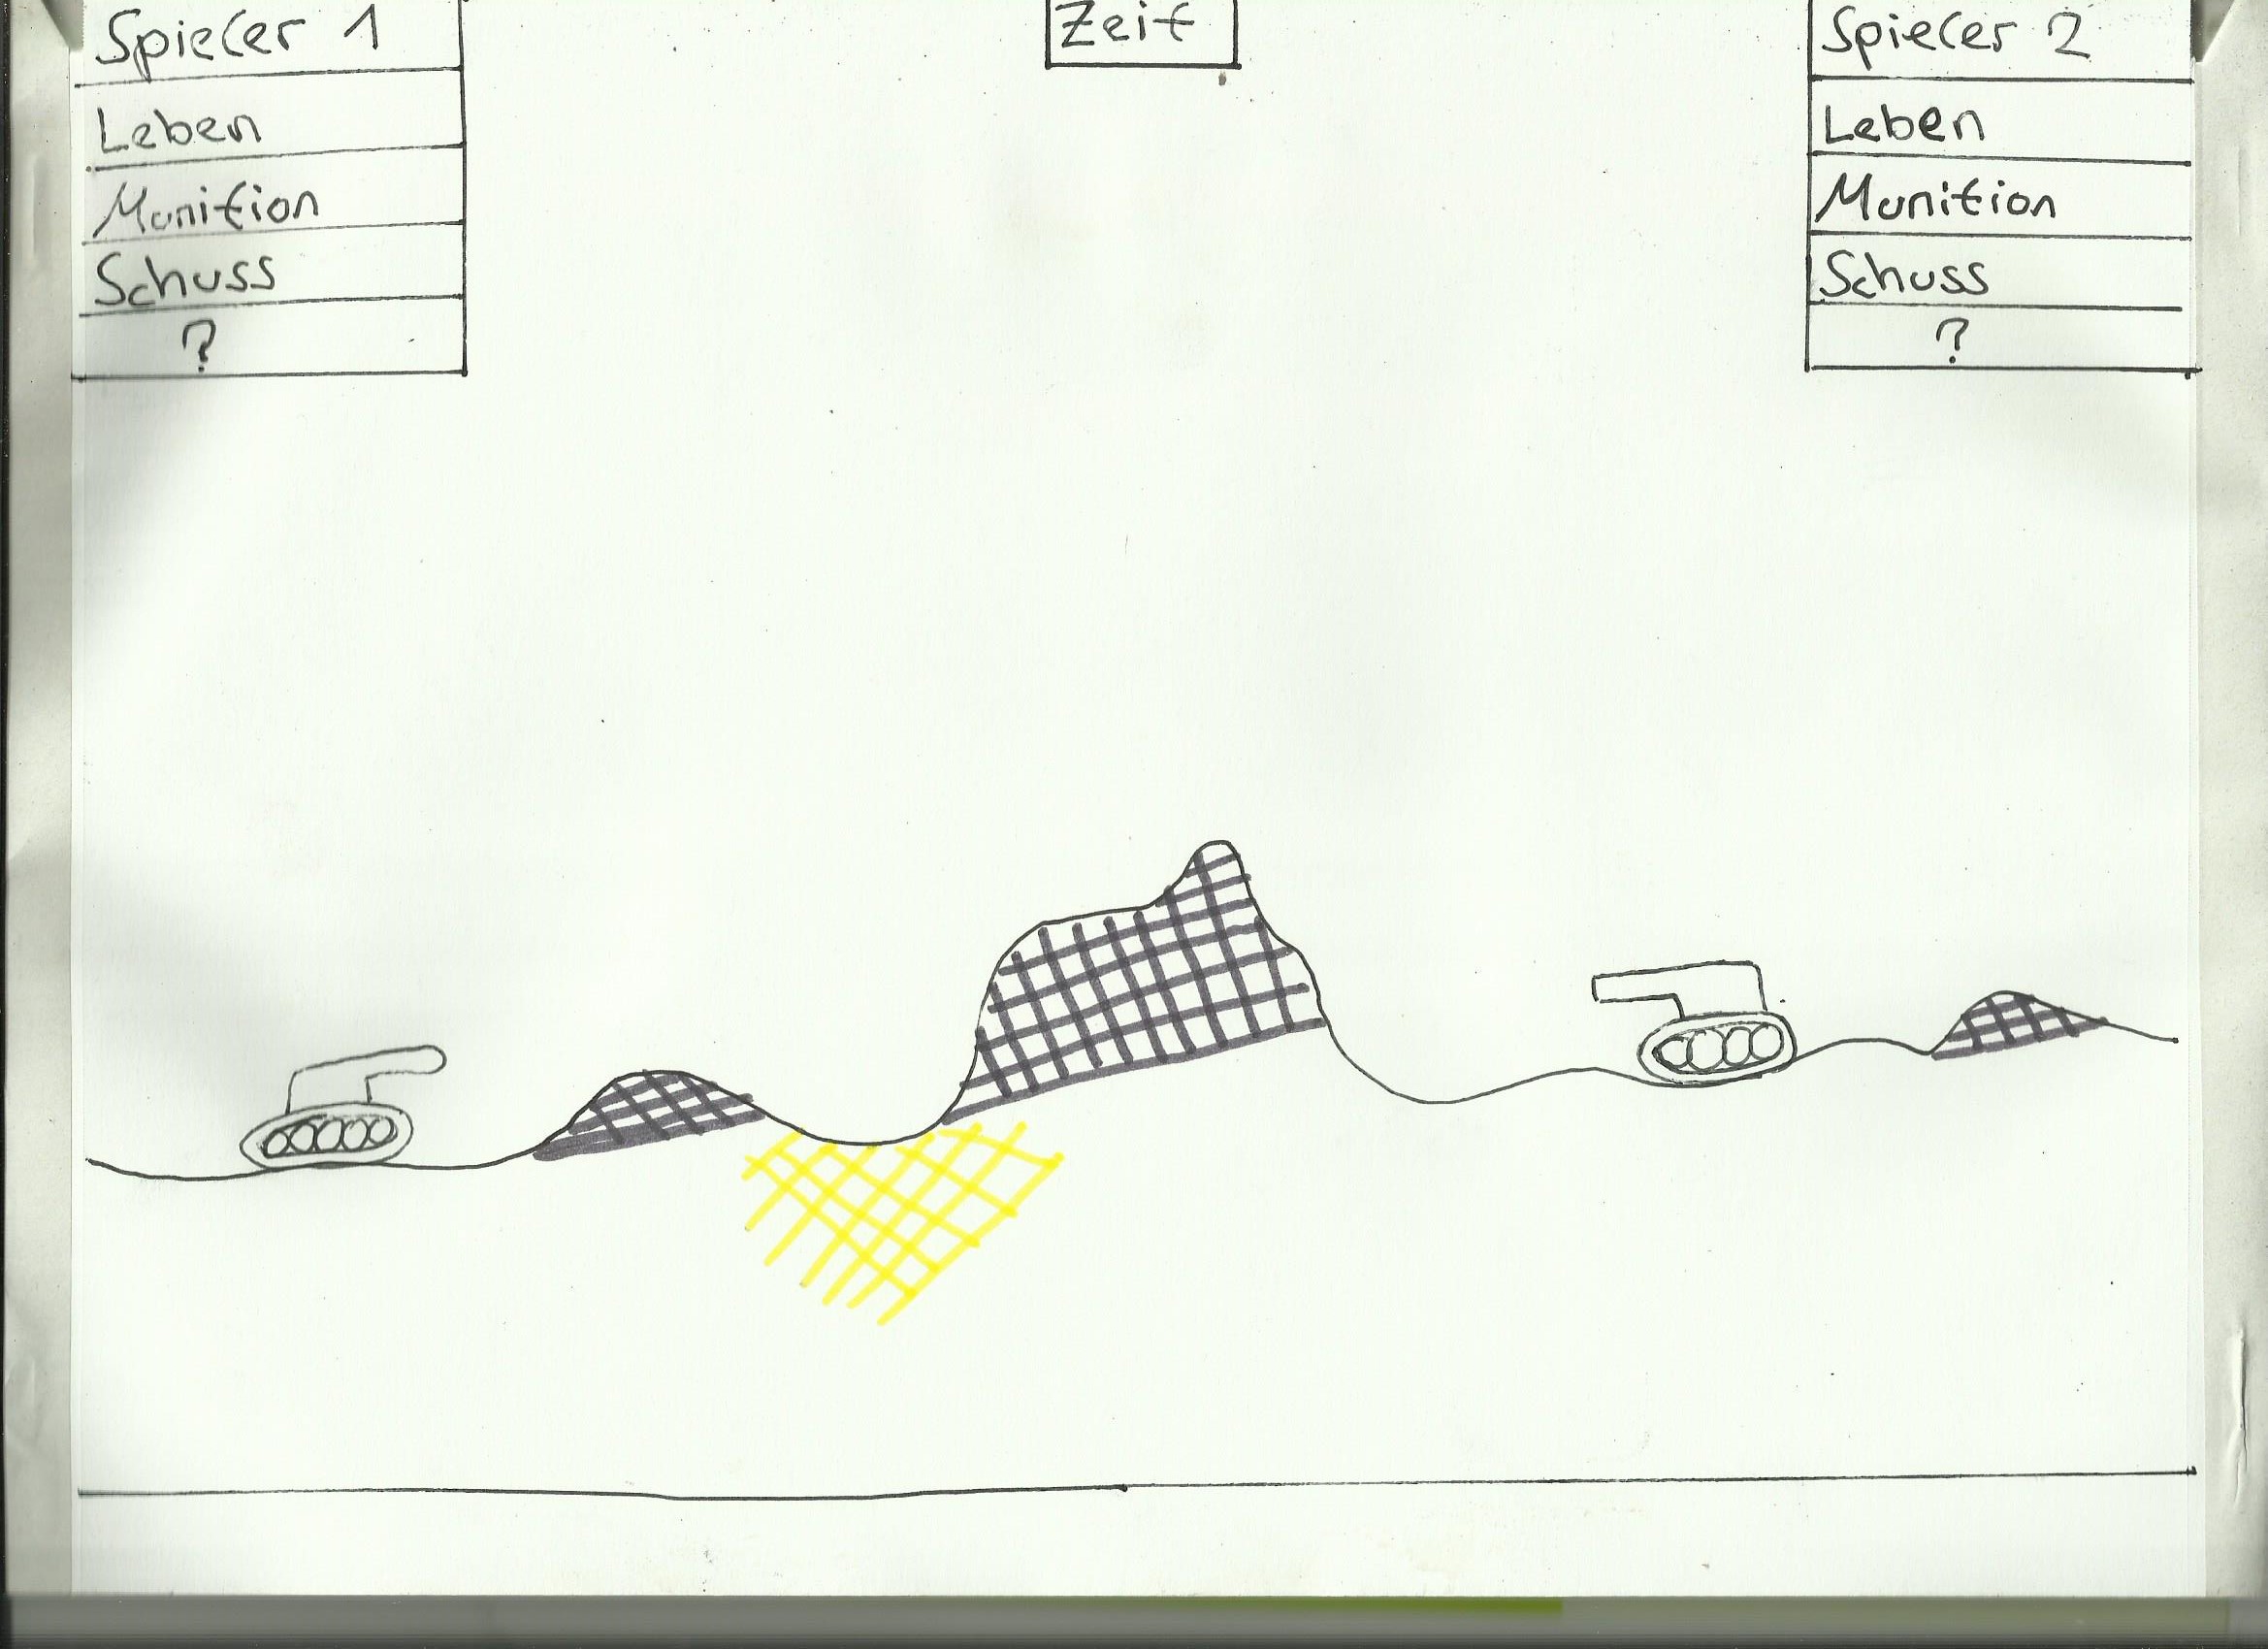 Spieler 1
Leben
Munition
Schuss
?
Zeit
Spieler 2
Leben
Munition
Schuss
?